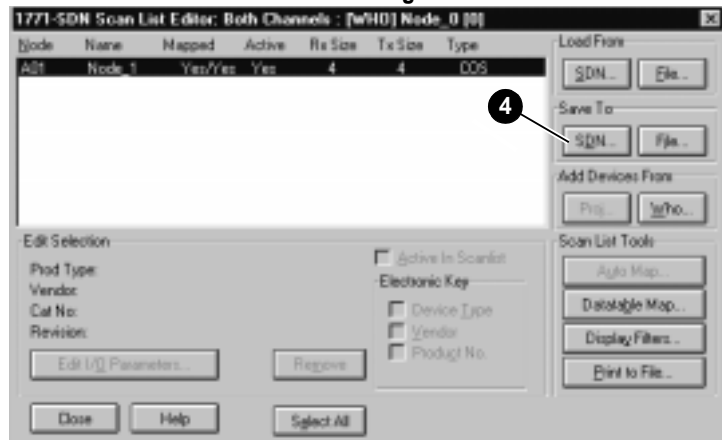 1771-SDN Scan List Editor: Both Channels : [WHO] Node_0 [0]
Node Name Mapped Active Rx Size Tx Size Type
A01 Node_1 Yes/Yes Yes 4 4 COS
Load From
SDN... File...
4
Save To
SDN... File...
Add Devices From
Proj... Who...
Edit Selection
Prod Type:
Vendor:
Cat No:
Revision:
Edit I/O Parameters... Remove
Active In Scanlist
Electronic Key
Device Type
Vendor
Product No.
Scan List Tools
Auto Map...
Datatable Map...
Display Filters...
Print to File...
Close Help Select All